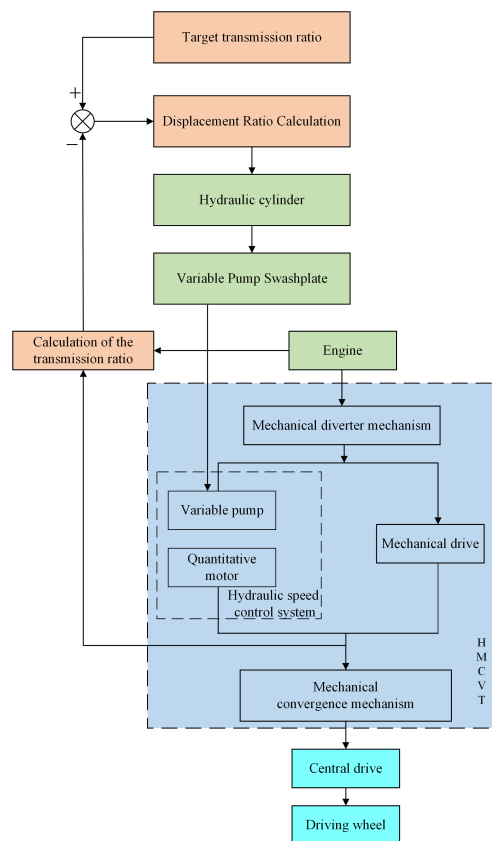 Target transmission ratio
+
Displacement Ratio Calculation
−
Hydraulic cylinder
Variable Pump Swashplate
Calculation of the
transmission ratio
Engine
Mechanical diverter mechanism
Variable pump
Mechanical drive
Quantitative
motor
Hydraulic speed
control system
H
M
C
V
T
Mechanical
convergence mechanism
Central drive
Driving wheel